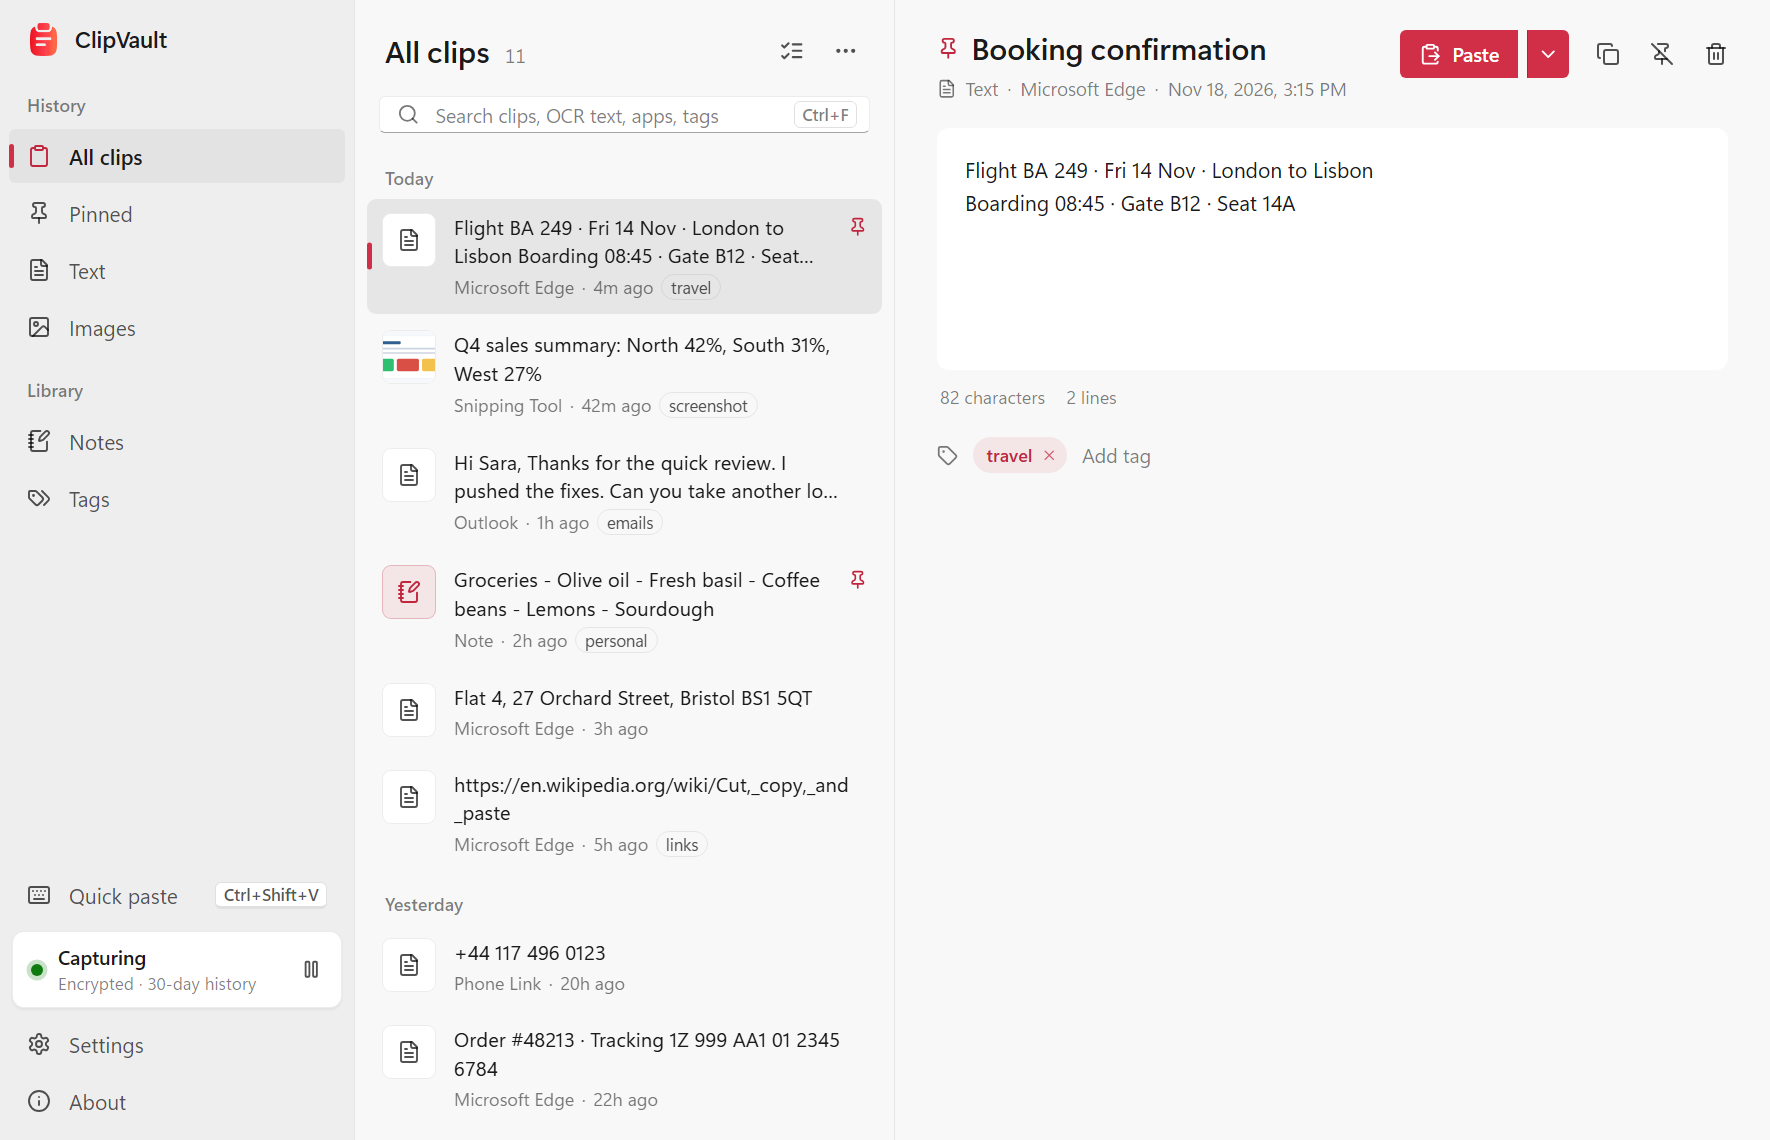 ClipVault
History
All clips
Pinned
Text
Images
Library
Notes
Tags
Quick paste Ctrl+Shift+V
Capturing
Encrypted · 30-day history
Settings
About
All clips 11
Search clips, OCR text, apps, tags Ctrl+F
Today
Flight BA 249 · Fri 14 Nov · London to
Lisbon Boarding 08:45 · Gate B12 · Seat...
Microsoft Edge · 4m ago travel
Q4 sales summary: North 42%, South 31%,
West 27%
Snipping Tool · 42m ago screenshot
Hi Sara, Thanks for the quick review. I
pushed the fixes. Can you take another lo...
Outlook · 1h ago emails
Groceries - Olive oil - Fresh basil - Coffee
beans - Lemons - Sourdough
Note · 2h ago personal
Flat 4, 27 Orchard Street, Bristol BS1 5QT
Microsoft Edge · 3h ago
https://en.wikipedia.org/wiki/Cut,_copy,_and
_paste
Microsoft Edge · 5h ago links
Yesterday
+44 117 496 0123
Phone Link · 20h ago
Order #48213 · Tracking 1Z 999 AA1 01 2345
6784
Microsoft Edge · 22h ago
Booking confirmation
Paste
Text · Microsoft Edge · Nov 18, 2026, 3:15 PM
Flight BA 249 · Fri 14 Nov · London to Lisbon
Boarding 08:45 · Gate B12 · Seat 14A
82 characters 2 lines
travel Add tag